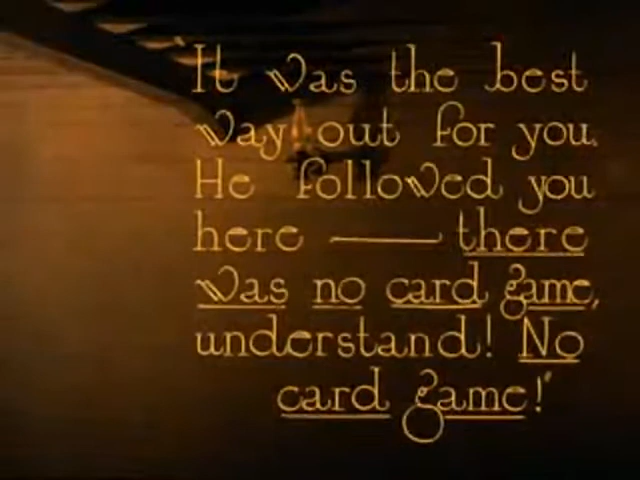 "It was the best
way out for you.
He followed you
here — there
was no card game,
understand! No
card game!"